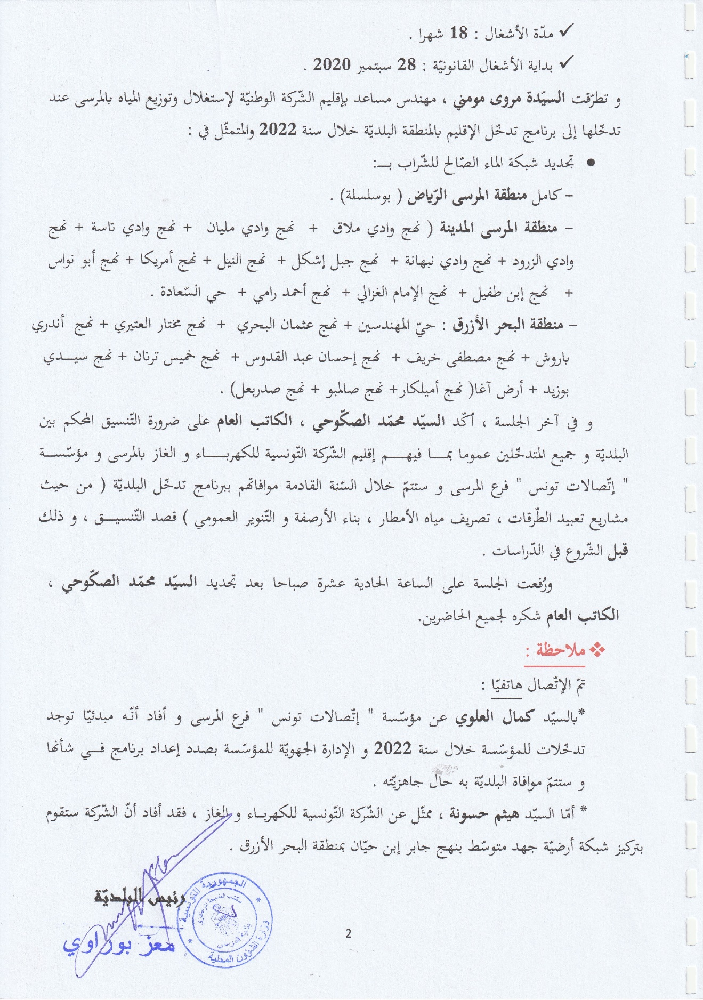 ✓ مدّة الأشغال : 18 شهرا .
✓ بداية الأشغال القانونيّة : 28 سبتمبر 2020 .
و تطرّقت السيّدة مروى مومني ، مهندس مساعد بإقليم الشّركة الوطنيّة لإستغلال وتوزيع المياه بالمرسى عند
تدخّلها إلى برنامج تدخّل الإقليم بالمنطقة البلديّة خلال سنة 2022 والمتمثّل في :
● تجديد شبكة الماء الصّالح للشّراب بـ:
– كامل منطقة المرسى الرّياض ( بوسلسلة) .
– منطقة المرسى المدينة ( نهج وادي ملاق + نهج وادي مليان + نهج وادي تاسة + نهج
وادي الزرود + نهج وادي نبهانة + نهج جبل إشكل + نهج النيل + نهج أمريكا + نهج أبو نواس
+ نهج إبن طفيل + نهج الإمام الغزالي + نهج أحمد رامي + حي السّعادة .
– منطقة البحر الأزرق : حيّ المهندسين + نهج عثمان البحري + نهج مختار العتيري + نهج أندري
باروش + نهج مصطفى خريف + نهج إحسان عبد القدوس + نهج خميس ترنان + نهج سيدي
بوزيد + أرض آغا( نهج أميلكار+ نهج صالمبو + نهج صدربعل) .
و في آخر الجلسة ، أكّد السيّد محمّد الصكّوحي ، الكاتب العام على ضرورة التّنسيق المحكم بين
البلديّة و جميع المتدخّلين عموما بما فيهم إقليم الشّركة التّونسية للكهرباء و الغاز بالمرسى و مؤسّسة
" إتّصالات تونس " فرع المرسى و ستتمّ خلال السّنة القادمة موافاتهم ببرنامج تدخّل البلديّة ( من حيث
مشاريع تعبيد الطّرقات ، تصريف مياه الأمطار ، بناء الأرصفة و التّنوير العمومي ) قصد التّنسيق ، و ذلك
قبل الشّروع في الدّراسات .
ورُفعت الجلسة على الساعة الحادية عشرة صباحا بعد تجديد السيّد محمّد الصكّوحي ،
الكاتب العام شكره لجميع الحاضرين.
❖ ملاحظة :
تمّ الإتّصال هاتفيّا :
*بالسيّد كمال العلوي عن مؤسّسة " إتّصالات تونس " فرع المرسى و أفاد أنّه مبدئيّا توجد
تدخّلات للمؤسّسة خلال سنة 2022 و الإدارة الجهويّة للمؤسّسة بصدد إعداد برنامج في شأنها
و ستتمّ موافاة البلديّة به حال جاهزيّته .
* أمّا السيّد هيثم حسونة ، ممثّل عن الشّركة التّونسية للكهرباء و الغاز ، فقد أفاد أنّ الشّركة ستقوم
بتركيز شبكة أرضيّة جهد متوسّط بنهج جابر إبن حيّان بمنطقة البحر الأزرق .
رئيس البلديّة
معز بوراوي
الجمهورية التونسية
وزارة الشؤون المحلية
مكتب الضبط المركزي
بلدية المرسى
2